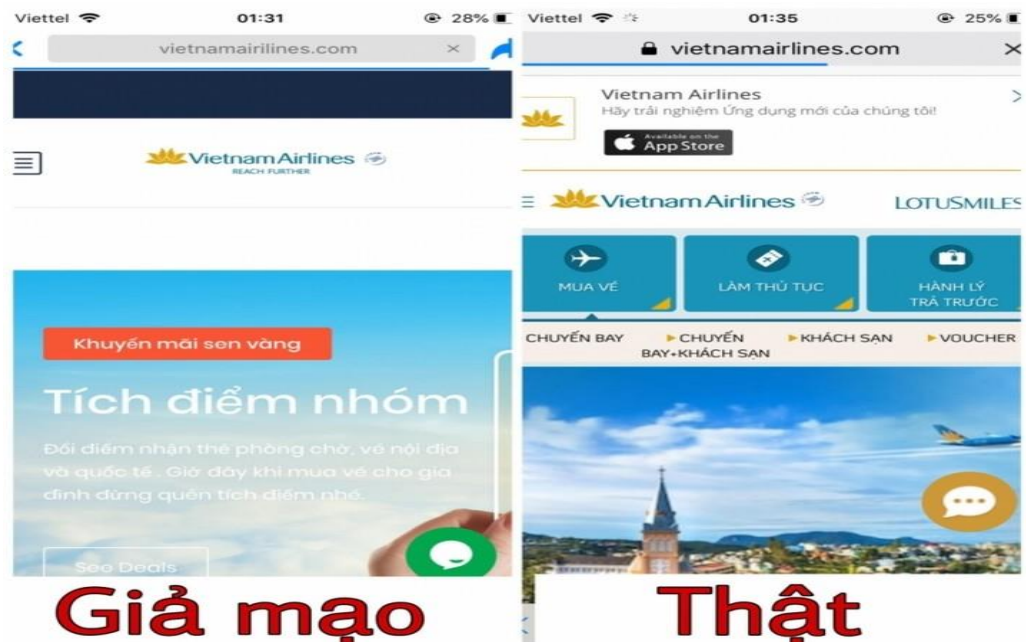 Viettel 01:31 28%
vietnamairilines.com
Vietnam Airlines
REACH FURTHER
Khuyến mãi sen vàng
Tích điểm nhóm
Đổi điểm nhận thẻ phòng chờ, vé nội địa
và quốc tế . Giờ đây khi mua vé cho gia
đình đừng quên tích điểm nhé.
See Deals
Giả mạo
Viettel 01:35 25%
vietnamairlines.com
Vietnam Airlines
Hãy trải nghiệm Ứng dụng mới của chúng tôi!
Available on the
App Store
Vietnam Airlines LOTUSMILES
MUA VÉ LÀM THỦ TỤC HÀNH LÝ
TRẢ TRƯỚC
CHUYẾN BAY CHUYẾN KHÁCH SẠN VOUCHER
BAY+KHÁCH SẠN
Thật